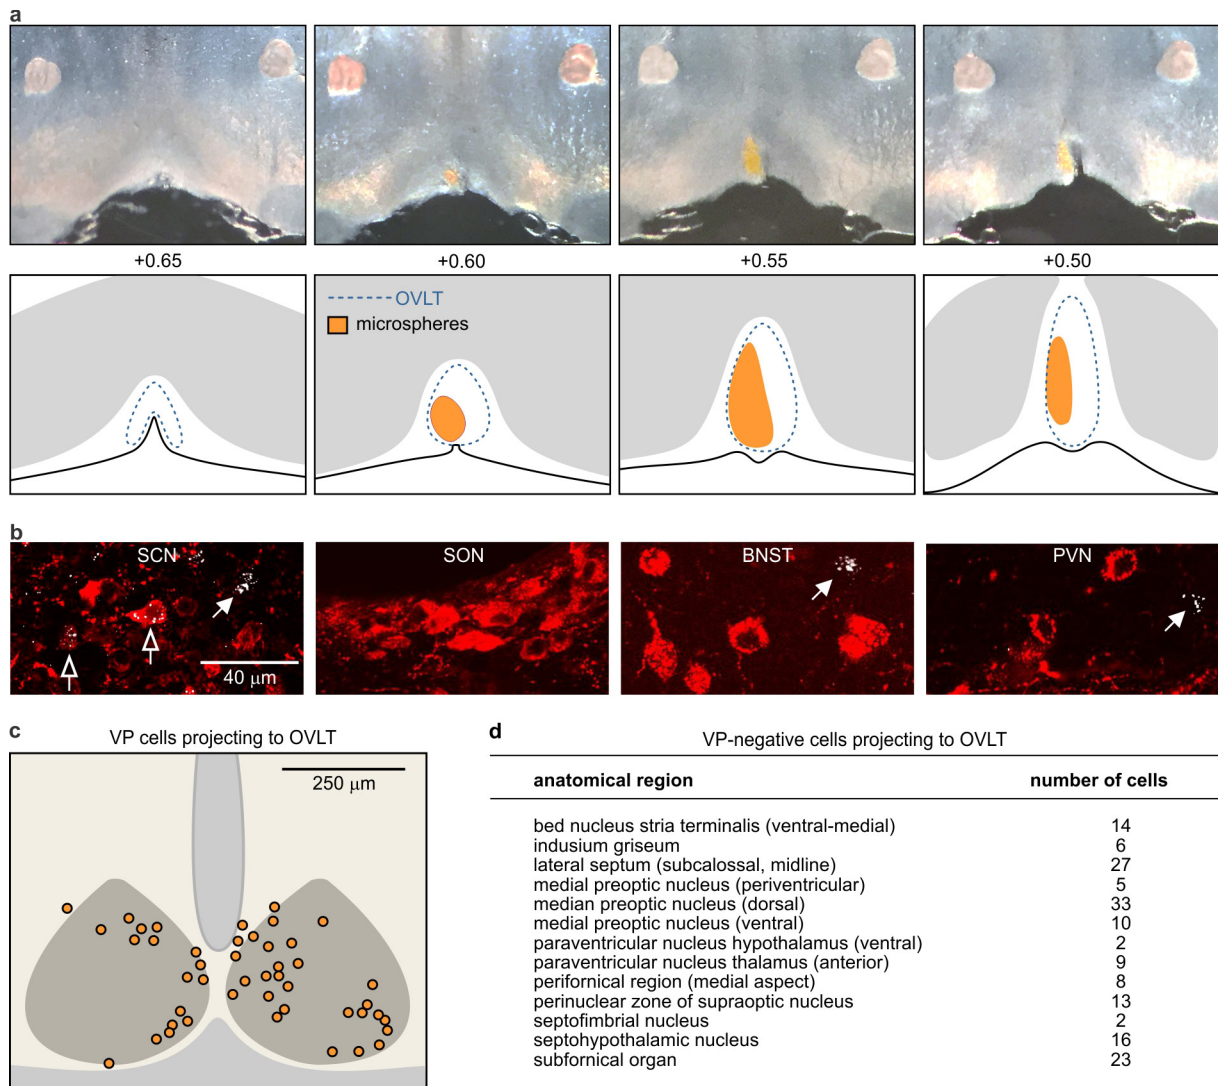 a
+0.65
+0.60
+0.55
+0.50
OVLT
microspheres
b
SCN
SON
BNST
PVN
40 μm
c
VP cells projecting to OVLT
250 μm
d
VP-negative cells projecting to OVLT
anatomical region number of cells
bed nucleus stria terminalis (ventral-medial) 14
indusium griseum 6
lateral septum (subcalossal, midline) 27
medial preoptic nucleus (periventricular) 5
median preoptic nucleus (dorsal) 33
medial preoptic nucleus (ventral) 10
paraventricular nucleus hypothalamus (ventral) 2
paraventricular nucleus thalamus (anterior) 9
perifornical region (medial aspect) 8
perinuclear zone of supraoptic nucleus 13
septofimbrial nucleus 2
septohypothalamic nucleus 16
subfornical organ 23